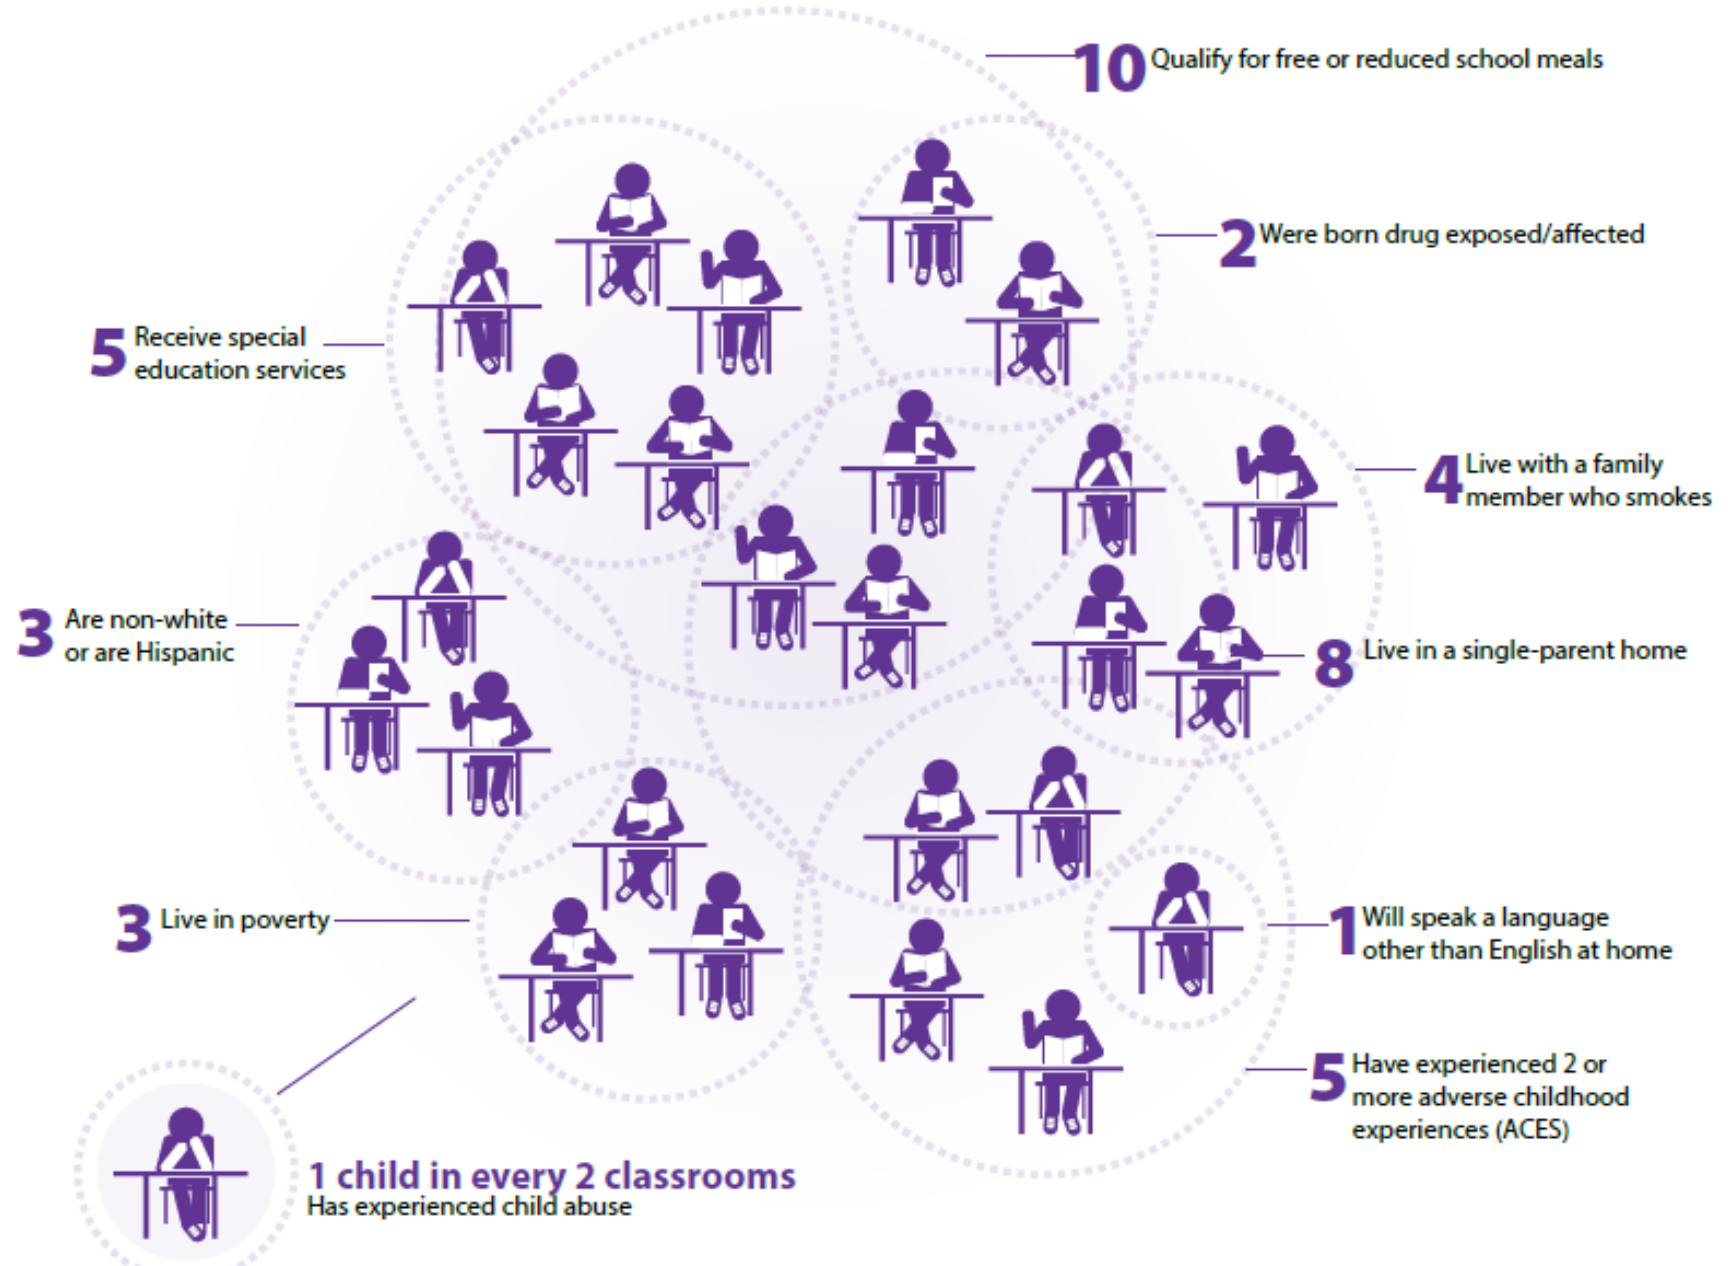 10 Qualify for free or reduced school meals
2 Were born drug exposed/affected
5 Receive special
education services
4 Live with a family
member who smokes
3 Are non-white
or are Hispanic
8 Live in a single-parent home
3 Live in poverty
1 Will speak a language
other than English at home
5 Have experienced 2 or
more adverse childhood
experiences (ACES)
1 child in every 2 classrooms
Has experienced child abuse